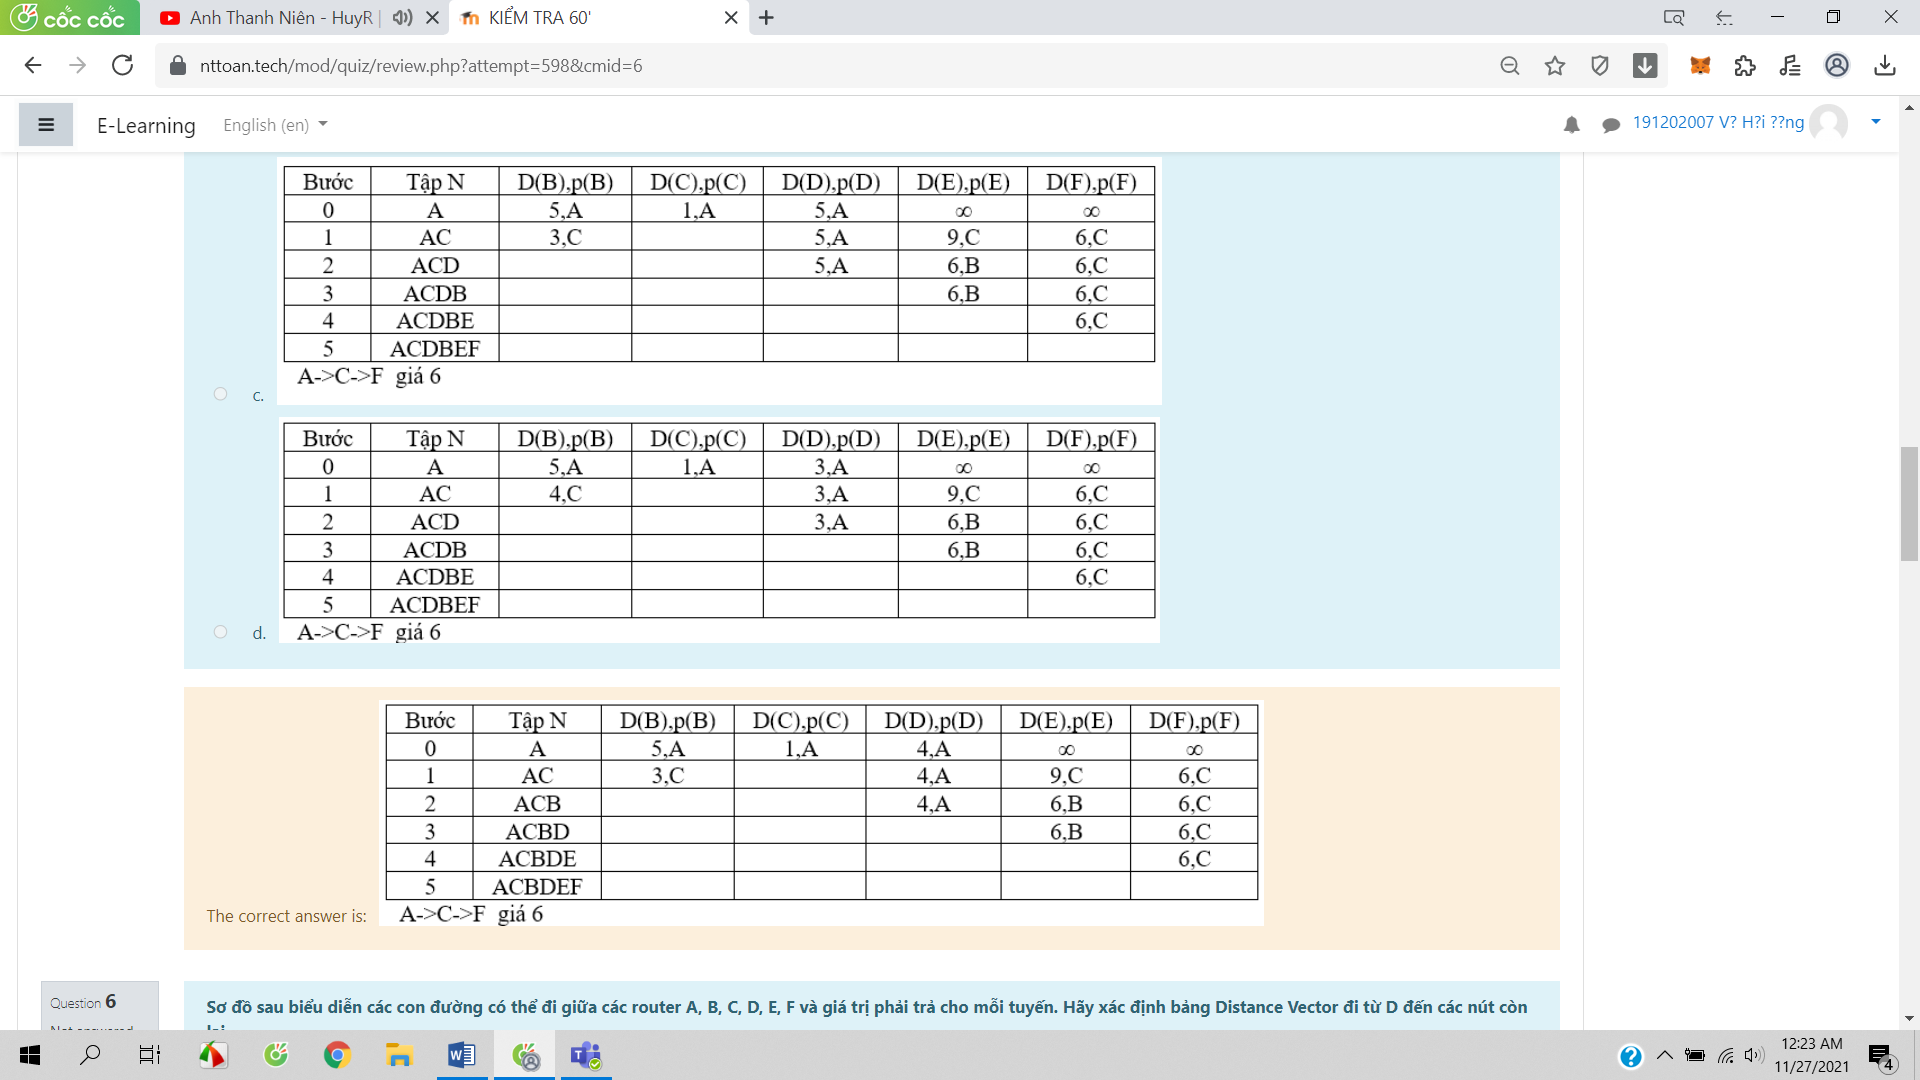 cốc cốc
Anh Thanh Niên - HuyR
KIỂM TRA 60'
nttoan.tech/mod/quiz/review.php?attempt=598&cmid=6
E-Learning English (en)
191202007 V? H?i ??ng
Bước Tập N D(B),p(B) D(C),p(C) D(D),p(D) D(E),p(E) D(F),p(F)
0 A 5,A 1,A 5,A ∞ ∞
1 AC 3,C 5,A 9,C 6,C
2 ACD 5,A 6,B 6,C
3 ACDB 6,B 6,C
4 ACDBE 6,C
5 ACDBEF
A->C->F giá 6
c.
Bước Tập N D(B),p(B) D(C),p(C) D(D),p(D) D(E),p(E) D(F),p(F)
0 A 5,A 1,A 3,A ∞ ∞
1 AC 4,C 3,A 9,C 6,C
2 ACD 3,A 6,B 6,C
3 ACDB 6,B 6,C
4 ACDBE 6,C
5 ACDBEF
d. A->C->F giá 6
Bước Tập N D(B),p(B) D(C),p(C) D(D),p(D) D(E),p(E) D(F),p(F)
0 A 5,A 1,A 4,A ∞ ∞
1 AC 3,C 4,A 9,C 6,C
2 ACB 4,A 6,B 6,C
3 ACBD 6,B 6,C
4 ACBDE 6,C
5 ACBDEF
The correct answer is: A->C->F giá 6
Question 6
Sơ đồ sau biểu diễn các con đường có thể đi giữa các router A, B, C, D, E, F và giá trị phải trả cho mỗi tuyến. Hãy xác định bảng Distance Vector đi từ D đến các nút còn
12:23 AM
11/27/2021
4